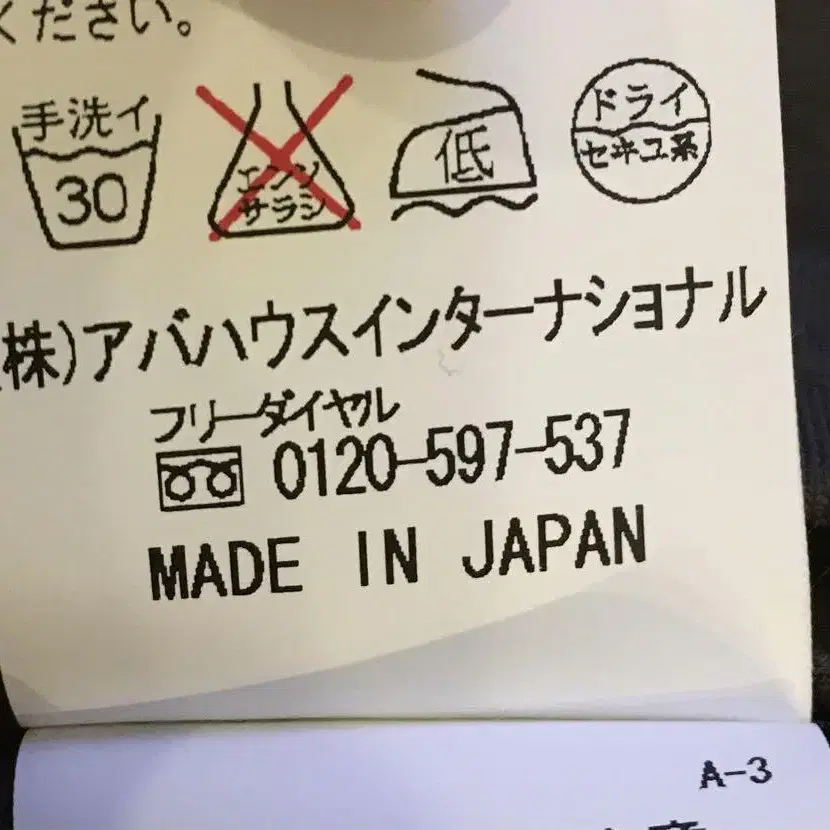 ください。
手洗イ 30
エンソサラシ
低
ドライ
セキユ系
(株)アバハウスインターナショナル
フリーダイヤル
0120-597-537
MADE IN JAPAN
A-3